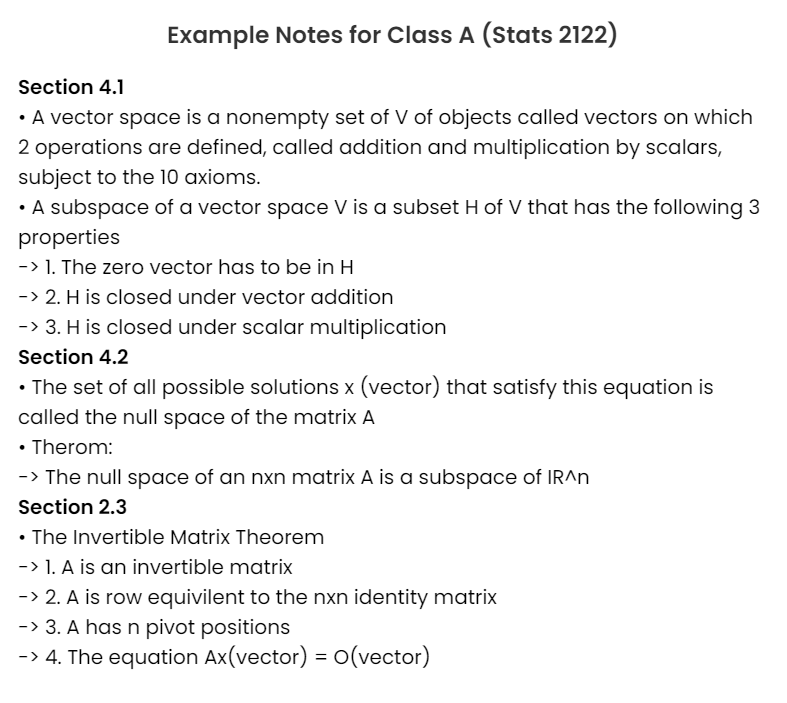 Example Notes for Class A (Stats 2122)
Section 4.1
• A vector space is a nonempty set of V of objects called vectors on which
2 operations are defined, called addition and multiplication by scalars,
subject to the 10 axioms.
• A subspace of a vector space V is a subset H of V that has the following 3
properties
-> 1. The zero vector has to be in H
-> 2. H is closed under vector addition
-> 3. H is closed under scalar multiplication
Section 4.2
• The set of all possible solutions x (vector) that satisfy this equation is
called the null space of the matrix A
• Therom:
-> The null space of an nxn matrix A is a subspace of IR^n
Section 2.3
• The Invertible Matrix Theorem
-> 1. A is an invertible matrix
-> 2. A is row equivilent to the nxn identity matrix
-> 3. A has n pivot positions
-> 4. The equation Ax(vector) = O(vector)